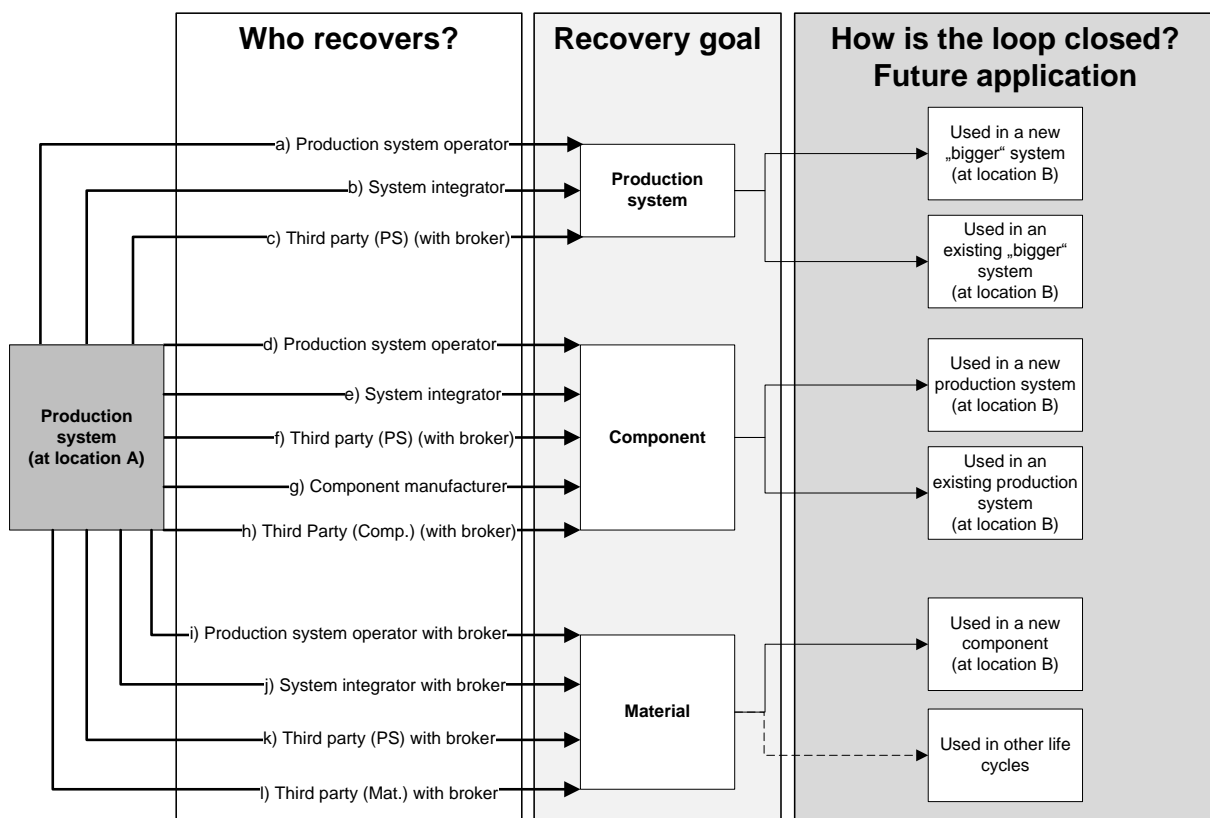 Who recovers?
Recovery goal
How is the loop closed?
Future application
a) Production system operator
b) System integrator
c) Third party (PS) (with broker)
Production
system
Used in a new
„bigger“ system
(at location B)
Used in an
existing „bigger“
system
(at location B)
Production
system
(at location A)
d) Production system operator
e) System integrator
f) Third party (PS) (with broker)
g) Component manufacturer
h) Third Party (Comp.) (with broker)
Component
Used in a new
production system
(at location B)
Used in an
existing production
system
(at location B)
i) Production system operator with broker
j) System integrator with broker
k) Third party (PS) with broker
l) Third party (Mat.) with broker
Material
Used in a new
component
(at location B)
Used in other life
cycles